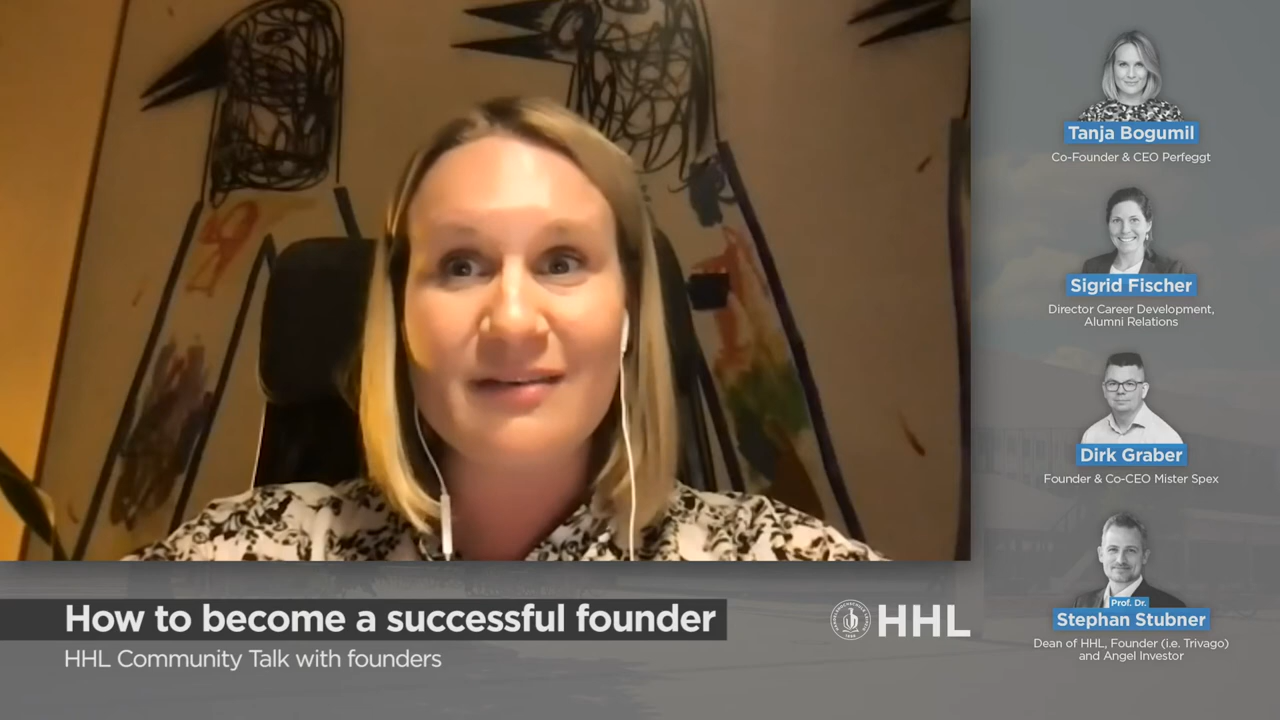 Tanja Bogumil
Co-Founder & CEO Perfeggt
Sigrid Fischer
Director Career Development,
Alumni Relations
Dirk Graber
Founder & Co-CEO Mister Spex
Prof. Dr.
Stephan Stubner
Dean of HHL, Founder (i.e. Trivago)
and Angel Investor
How to become a successful founder
HHL Community Talk with founders
HHL